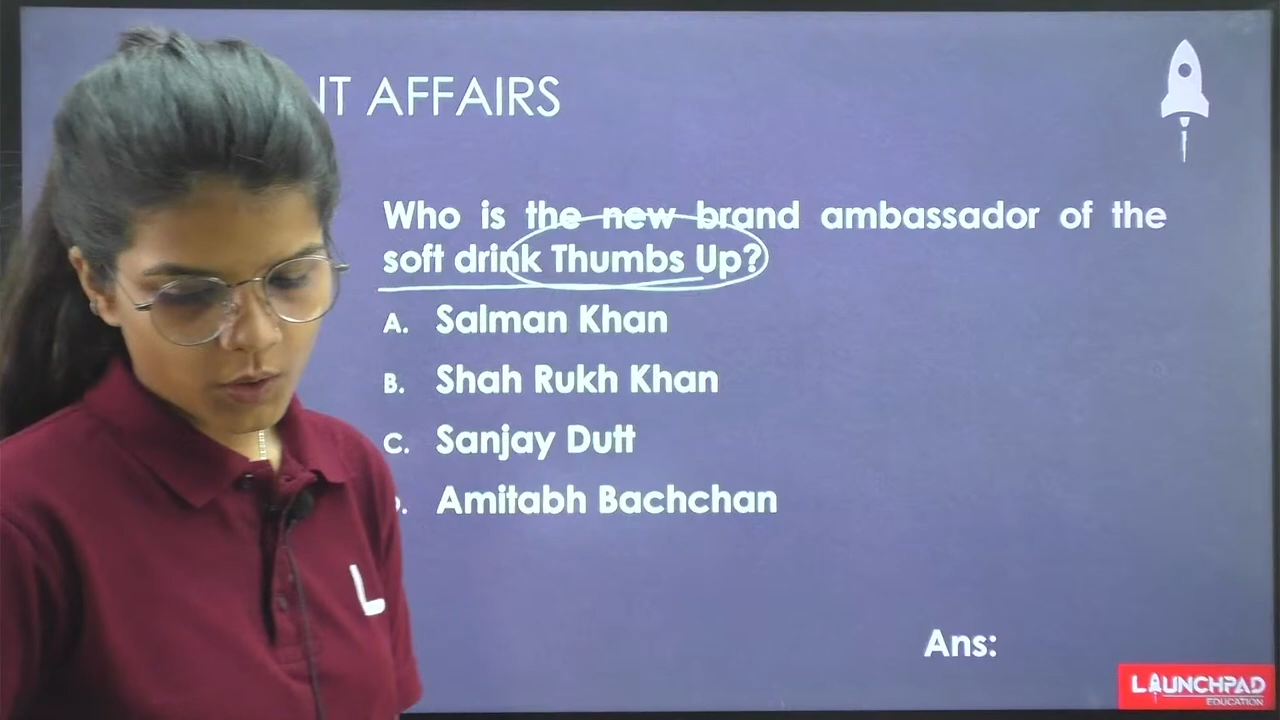 NT AFFAIRS
Who is the new brand ambassador of the
soft drink Thumbs Up?
A. Salman Khan
B. Shah Rukh Khan
C. Sanjay Dutt
D. Amitabh Bachchan
Ans:
L
LAUNCHPAD
EDUCATION